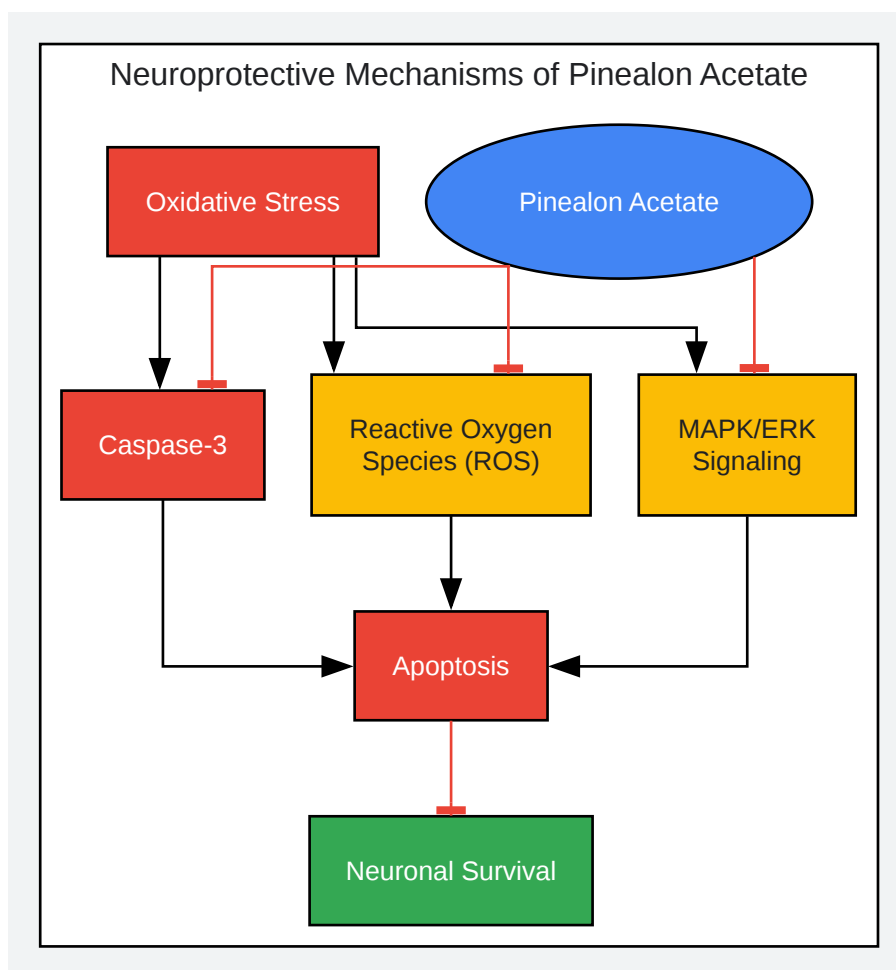 Neuroprotective Mechanisms of Pinealon Acetate
Oxidative Stress
Pinealon Acetate
Caspase-3
Reactive Oxygen
Species (ROS)
MAPK/ERK
Signaling
Apoptosis
Neuronal Survival